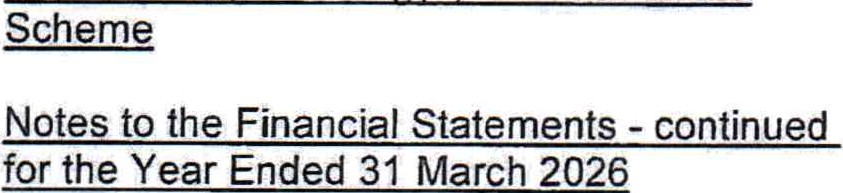 Scheme
Notes to the Financial Statements - continued
for the Year Ended 31 March 2026